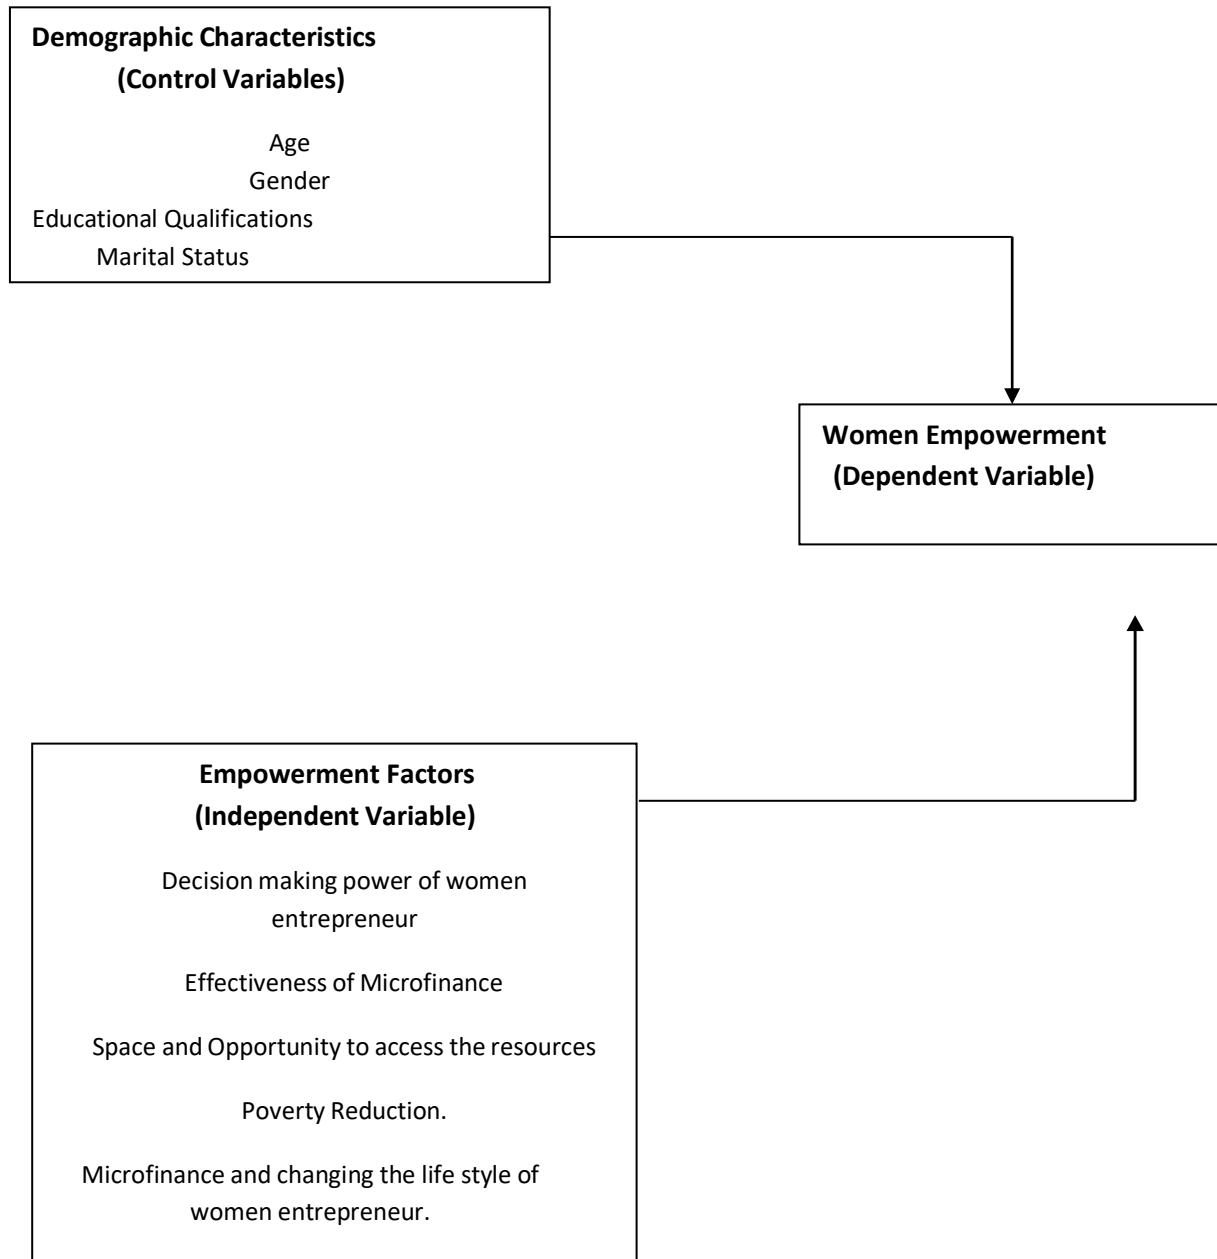 Demographic Characteristics
(Control Variables)
Age
Gender
Educational Qualifications
Marital Status
Women Empowerment
(Dependent Variable)
Empowerment Factors
(Independent Variable)
Decision making power of women
entrepreneur
Effectiveness of Microfinance
Space and Opportunity to access the resources
Poverty Reduction.
Microfinance and changing the life style of
women entrepreneur.